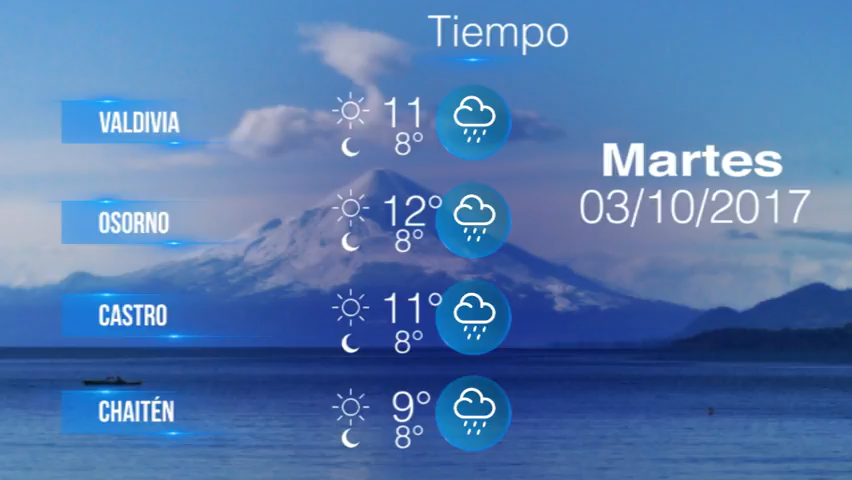 Tiempo
VALDIVIA 11
8°
Martes
03/10/2017
OSORNO 12°
8°
CASTRO 11°
8°
CHAITÉN 9°
8°